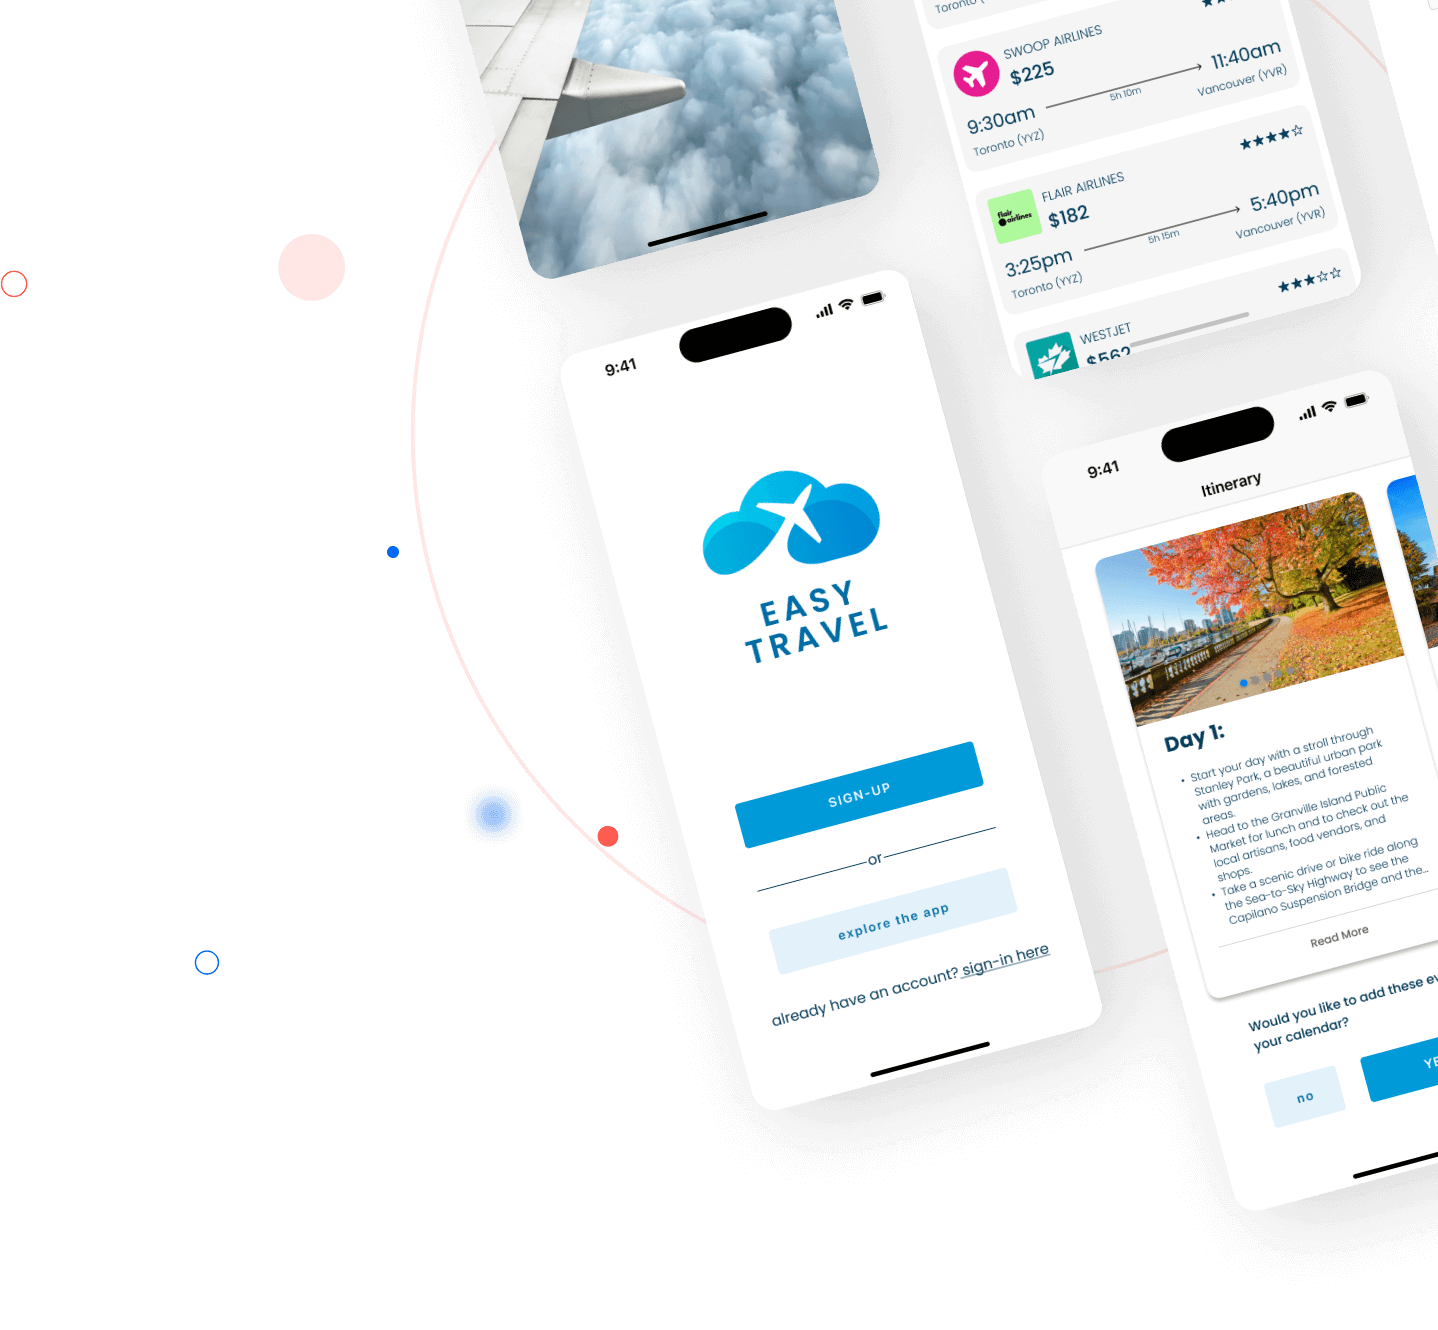 Toronto
SWOOP AIRLINES
$225
9:30am
5h 10m
11:40am
Toronto (YYZ)
Vancouver (YVR)
flair
airlines
FLAIR AIRLINES
$182
3:25pm
5h 15m
5:40pm
Toronto (YYZ)
Vancouver (YVR)
WESTJET
$562
9:41
EASY
TRAVEL
SIGN-UP
or
explore the app
already have an account? sign-in here
9:41
Itinerary
Day 1:
• Start your day with a stroll through
Stanley Park, a beautiful urban park
with gardens, lakes, and forested
areas.
• Head to the Granville Island Public
Market for lunch and to check out the
local artisans, food vendors, and
shops.
• Take a scenic drive or bike ride along
the Sea-to-Sky Highway to see the
Capilano Suspension Bridge and the...
Read More
Would you like to add these ev
your calendar?
no
YE